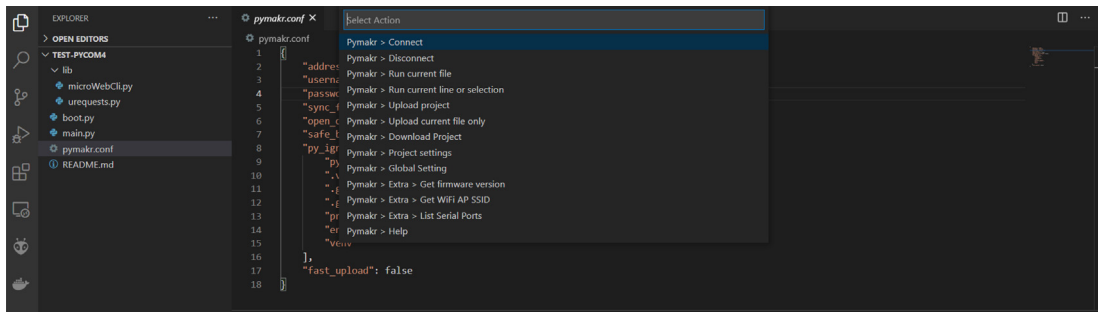 EXPLORER
OPEN EDITORS
TEST-PYCOM4
lib
microWebCli.py
urequests.py
boot.py
main.py
pymakr.conf
README.md
pymakr.conf
pymakr.conf
1 {
2 "addres
3 "userna
4 "passwo
5 "sync_f
6 "open_o
7 "safe_b
8 "py_ign
9 "py
10 ".v
11 ".g
12 ".g
13 "pr
14 "en
15 "venv"
16 ],
17 "fast_upload": false
18 }
Select Action
Pymakr > Connect
Pymakr > Disconnect
Pymakr > Run current file
Pymakr > Run current line or selection
Pymakr > Upload project
Pymakr > Upload current file only
Pymakr > Download Project
Pymakr > Project settings
Pymakr > Global Setting
Pymakr > Extra > Get firmware version
Pymakr > Extra > Get WiFi AP SSID
Pymakr > Extra > List Serial Ports
Pymakr > Help